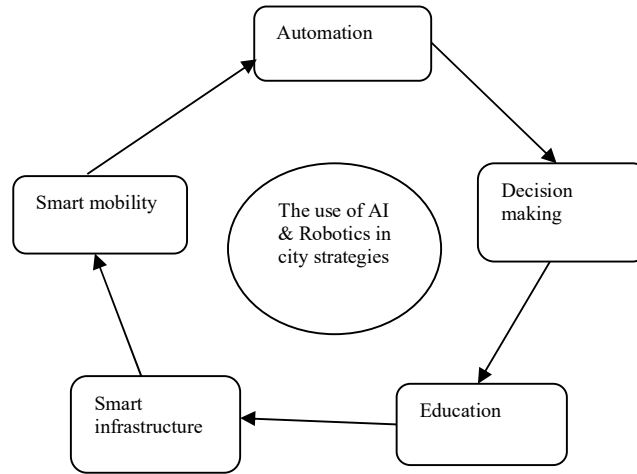 Automation
Smart mobility
The use of AI
& Robotics in
city strategies
Decision
making
Smart
infrastructure
Education